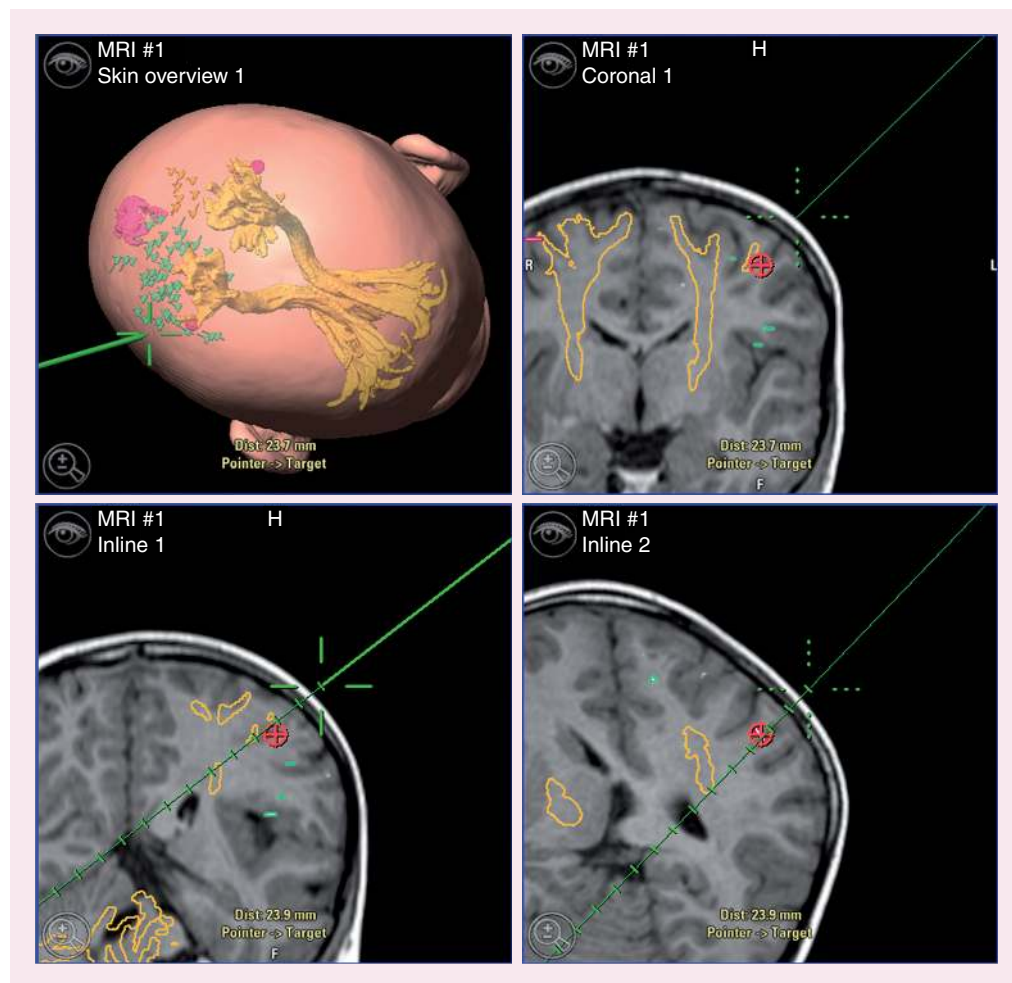 MRI #1
Skin overview 1
Dist: 23.7 mm
Pointer -> Target
MRI #1
H
Coronal 1
R
L
Dist: 23.7 mm
Pointer -> Target
F
MRI #1
H
Inline 1
Dist: 23.9 mm
Pointer -> Target
F
MRI #1
Inline 2
Dist: 23.9 mm
Pointer -> Target